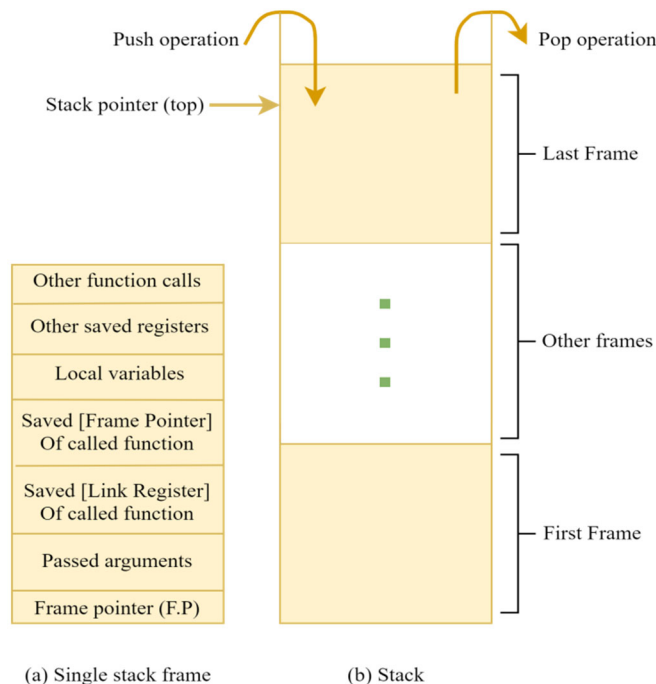 Push operation
Pop operation
Stack pointer (top)
Last Frame
Other function calls
Other saved registers
Local variables
Saved [Frame Pointer]
Of called function
Saved [Link Register]
Of called function
Passed arguments
Frame pointer (F.P)
Other frames
First Frame
(a) Single stack frame
(b) Stack